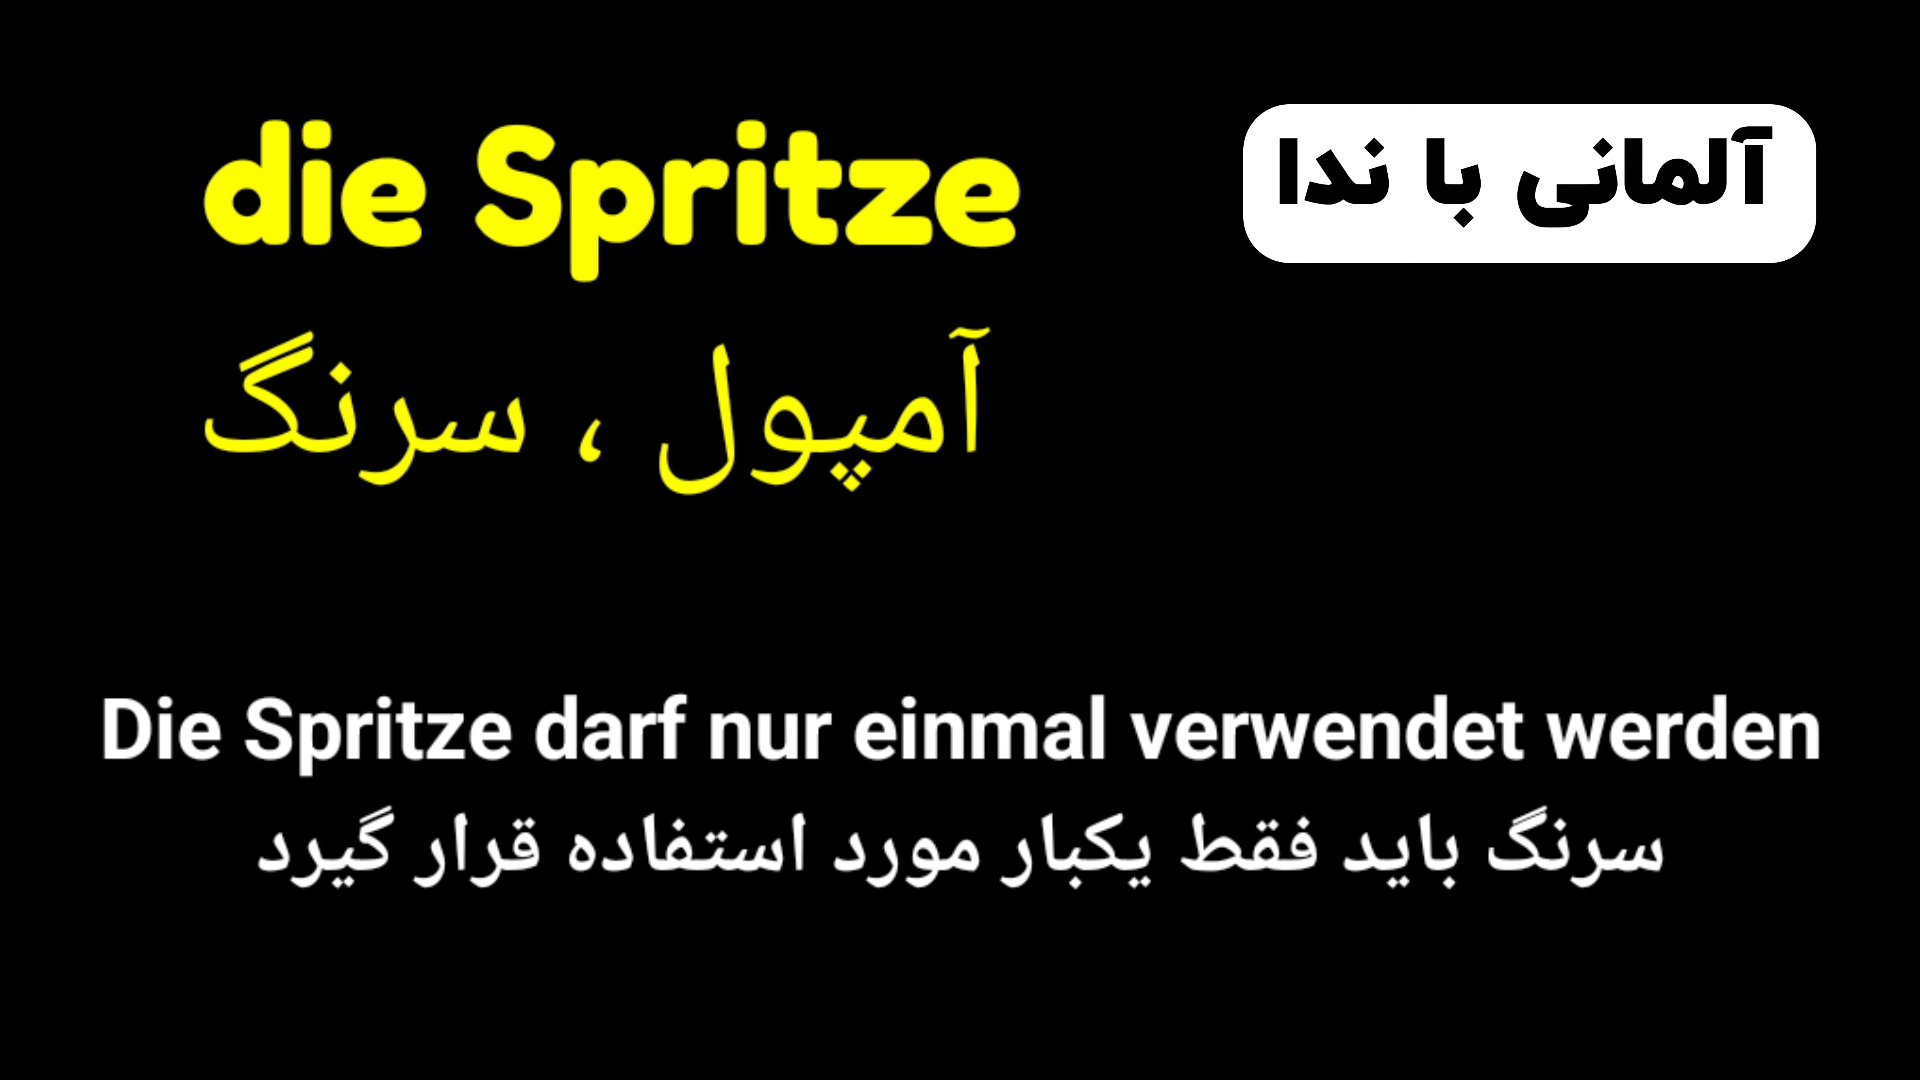 die Spritze
آلمانی با ندا
آمپول ، سرنگ
Die Spritze darf nur einmal verwendet werden
سرنگ باید فقط یکبار مورد استفاده قرار گیرد